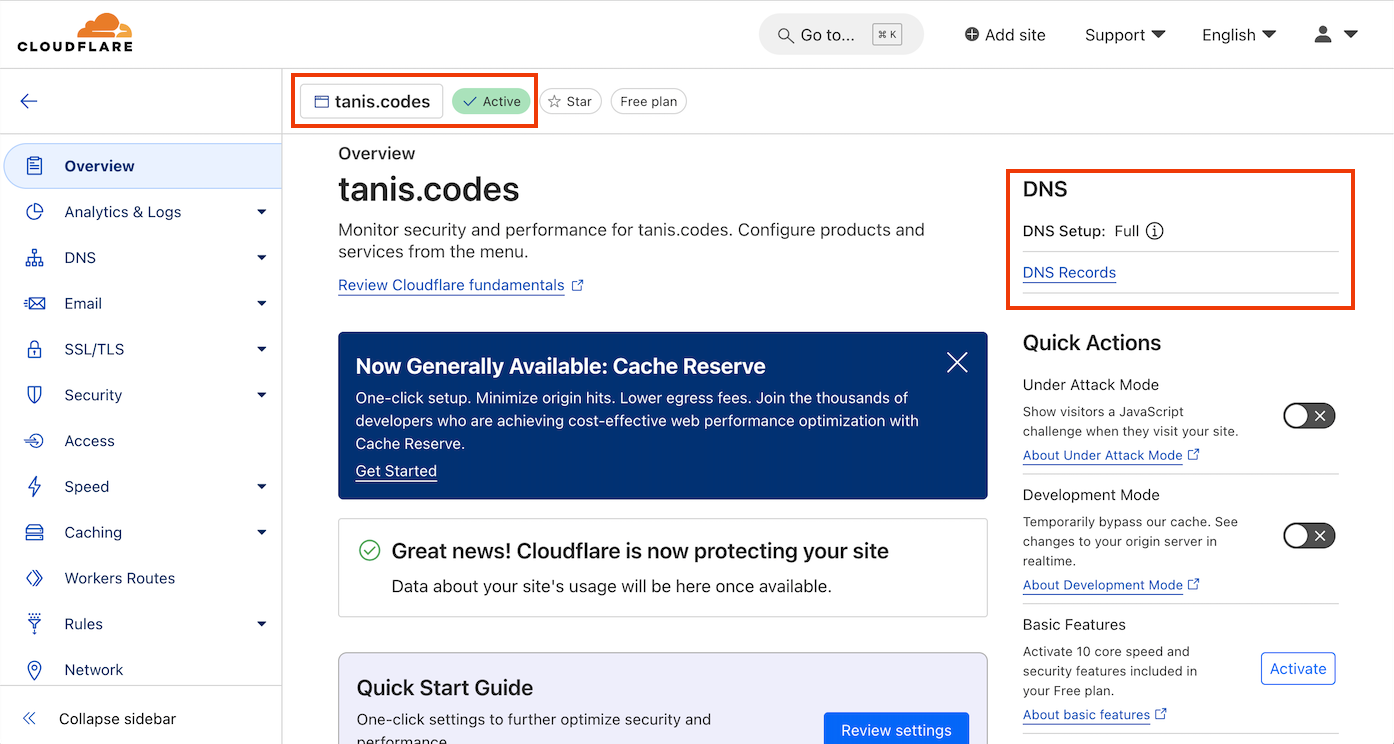 CLOUDFLARE
Go to...
⌘ K
Add site
Support
English
tanis.codes
Active
Star
Free plan
Overview
Analytics & Logs
DNS
Email
SSL/TLS
Security
Access
Speed
Caching
Workers Routes
Rules
Network
Collapse sidebar
Overview
tanis.codes
Monitor security and performance for tanis.codes. Configure products and
services from the menu.
Review Cloudflare fundamentals
Now Generally Available: Cache Reserve
One-click setup. Minimize origin hits. Lower egress fees. Join the thousands of
developers who are achieving cost-effective web performance optimization with
Cache Reserve.
Get Started
Great news! Cloudflare is now protecting your site
Data about your site's usage will be here once available.
Quick Start Guide
One-click settings to further optimize security and
performance.
Review settings
DNS
DNS Setup: Full
DNS Records
Quick Actions
Under Attack Mode
Show visitors a JavaScript
challenge when they visit your site.
About Under Attack Mode
Development Mode
Temporarily bypass our cache. See
changes to your origin server in
realtime.
About Development Mode
Basic Features
Activate 10 core speed and
security features included in
your Free plan.
Activate
About basic features